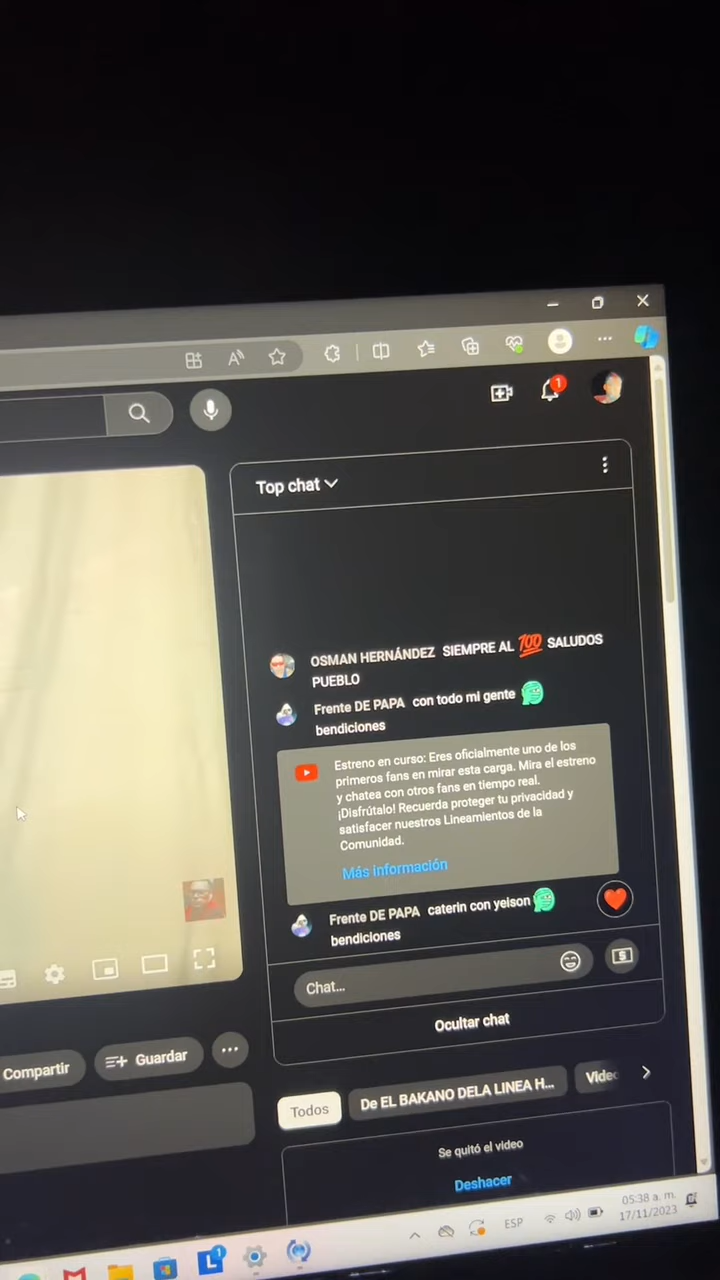 1
Top chat
OSMAN HERNÁNDEZ SIEMPRE AL 100 SALUDOS
PUEBLO
Frente DE PAPA con todo mi gente
bendiciones
Estreno en curso: Eres oficialmente uno de los
primeros fans en mirar esta carga. Mira el estreno
y chatea con otros fans en tiempo real.
¡Disfrútalo! Recuerda proteger tu privacidad y
satisfacer nuestros Lineamientos de la
Comunidad.
Más información
Frente DE PAPA caterin con yeison
bendiciones
Chat...
Ocultar chat
Compartir
Guardar
Todos
De EL BAKANO DELA LINEA H...
Video
Se quitó el video
Deshacer
ESP
05:38 a. m.
17/11/2023
L
1